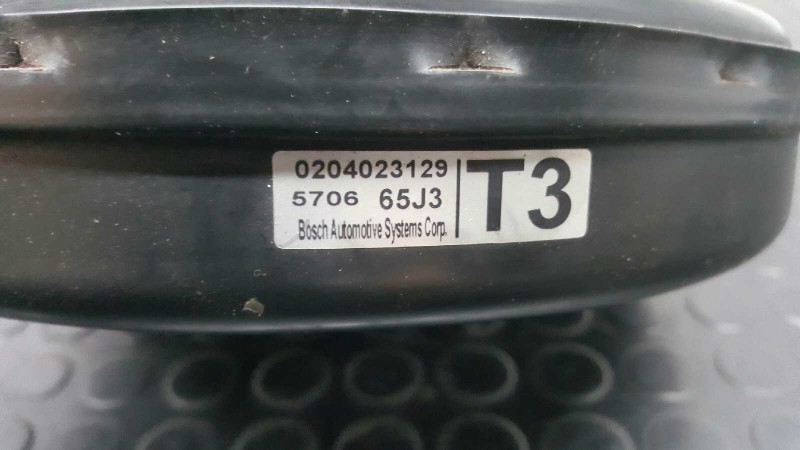 0204023129
5706 65J3
Bosch Automotive Systems Corp.
T3